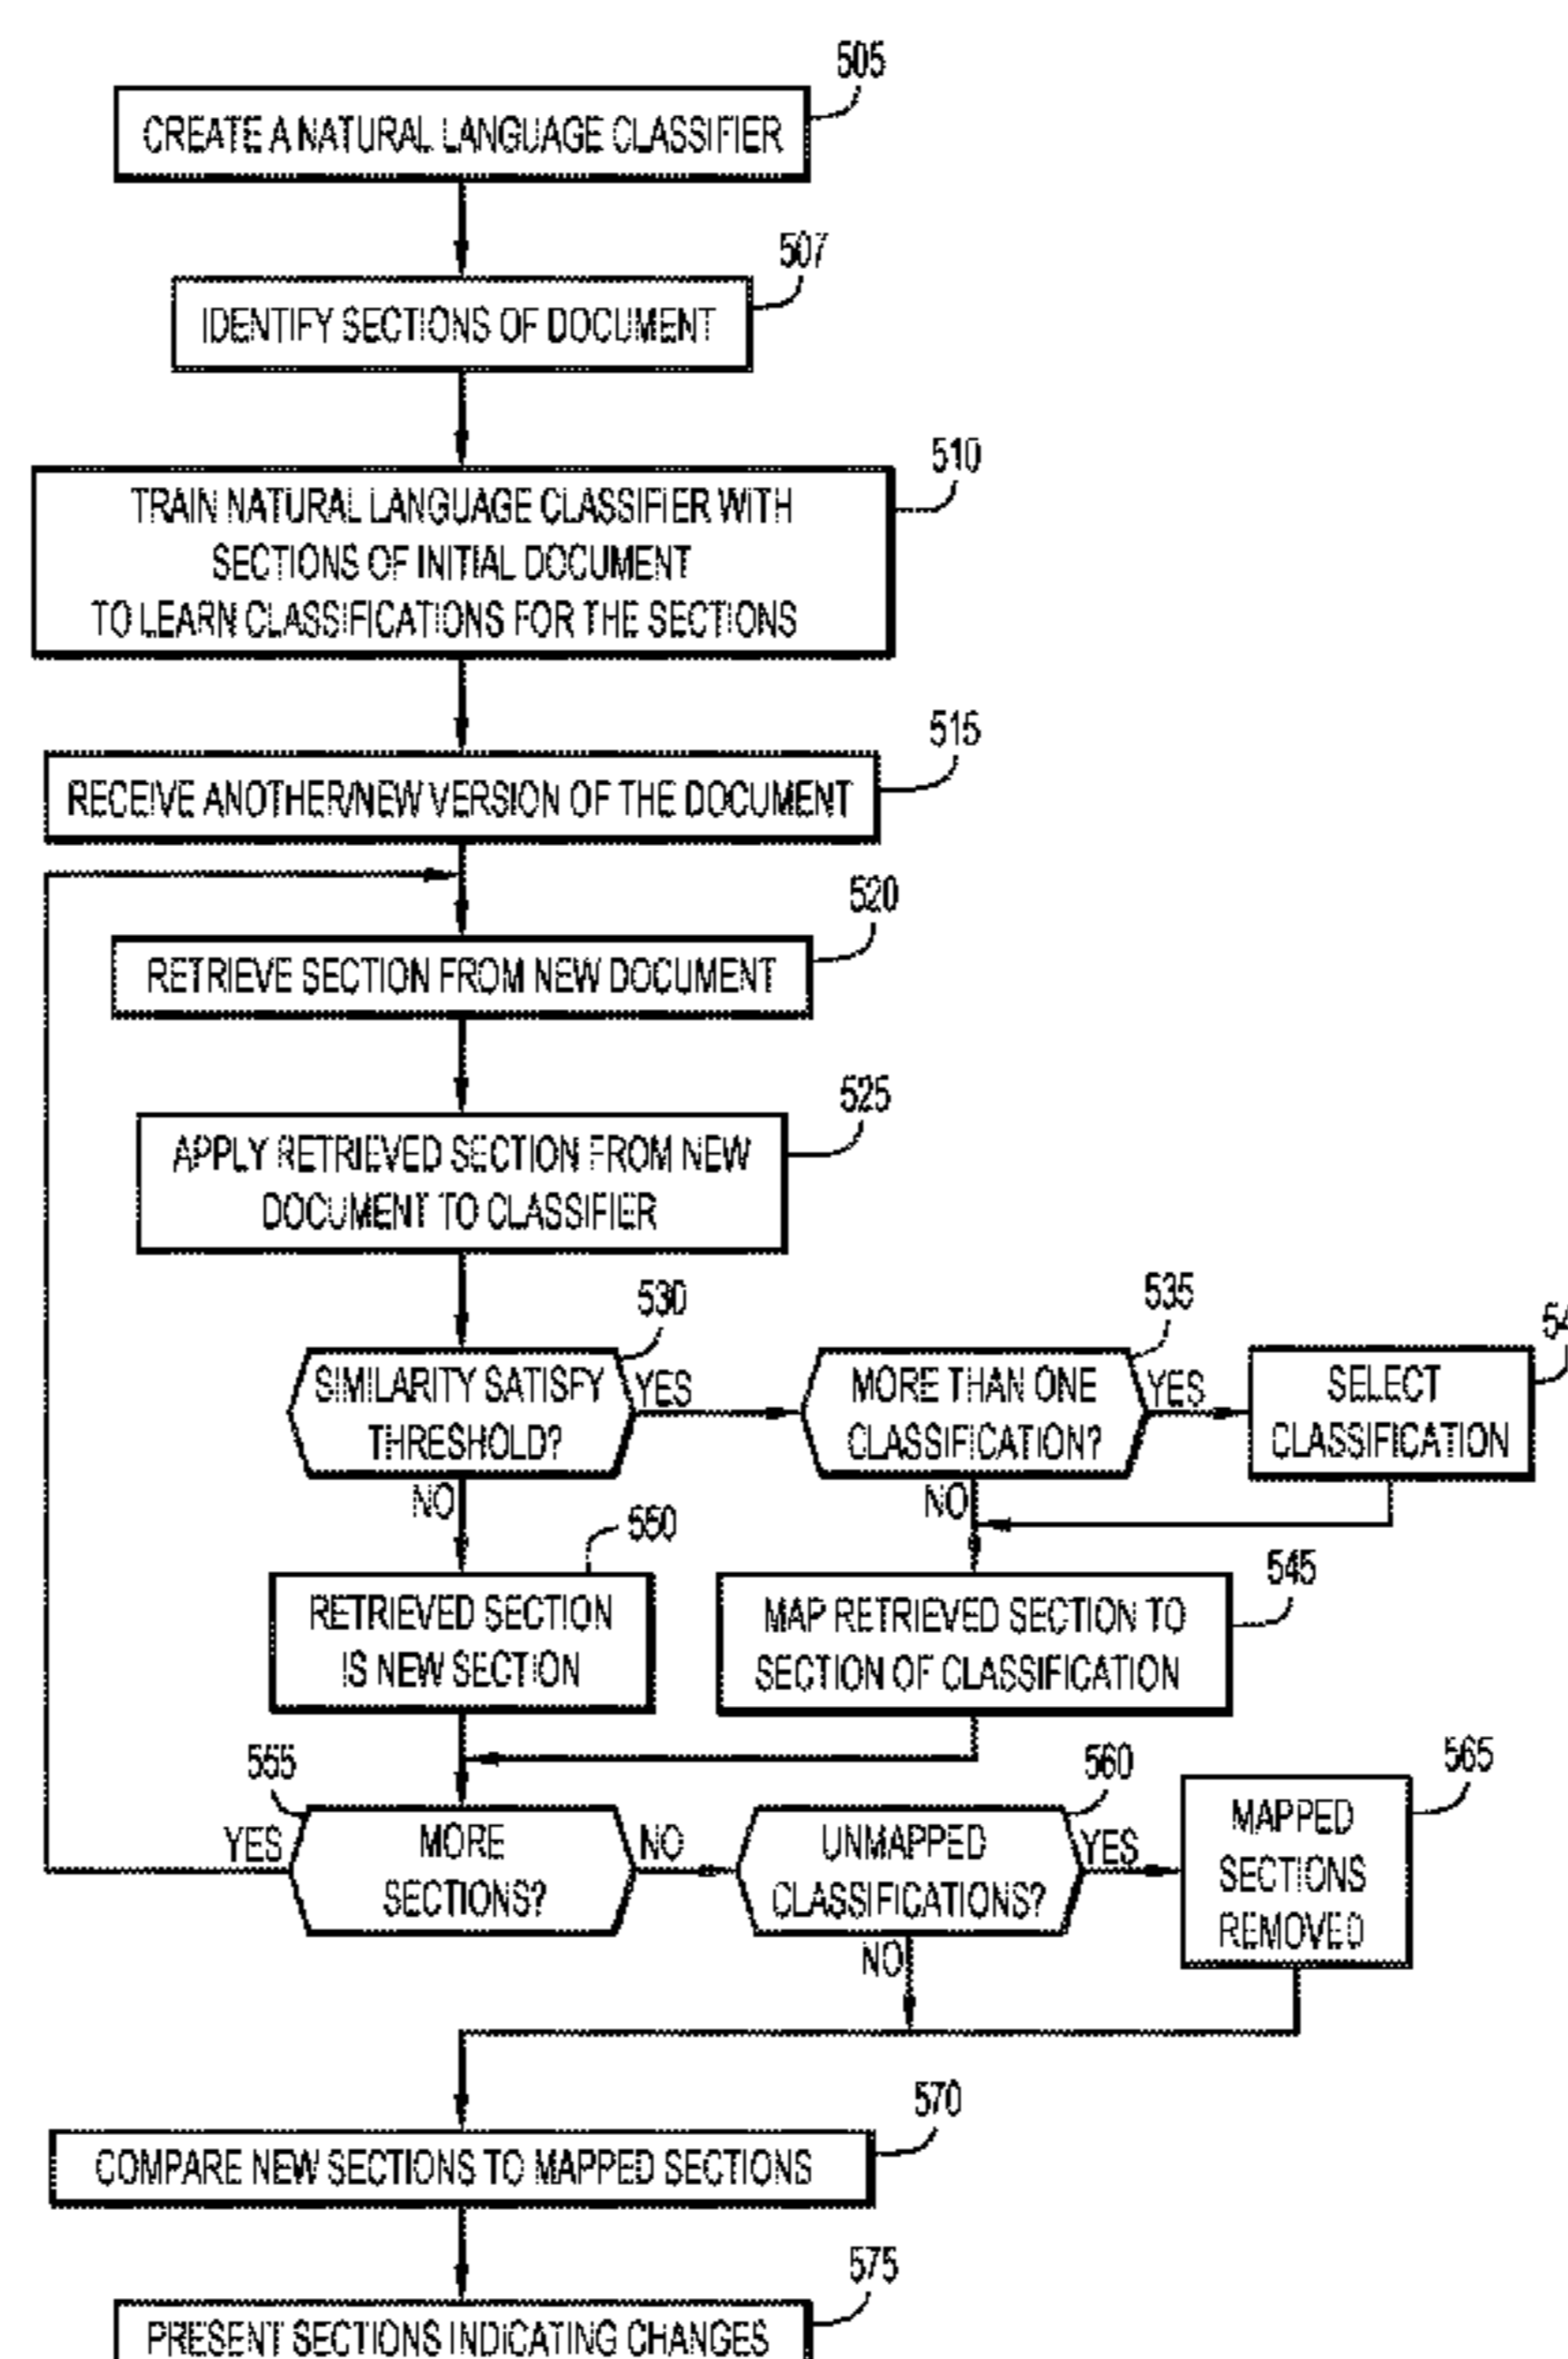 505
CREATE A NATURAL LANGUAGE CLASSIFIER
507
IDENTIFY SECTIONS OF DOCUMENT
510
TRAIN NATURAL LANGUAGE CLASSIFIER WITH
SECTIONS OF INITIAL DOCUMENT
TO LEARN CLASSIFICATIONS FOR THE SECTIONS
515
RECEIVE ANOTHER/NEW VERSION OF THE DOCUMENT
520
RETRIEVE SECTION FROM NEW DOCUMENT
525
APPLY RETRIEVED SECTION FROM NEW
DOCUMENT TO CLASSIFIER
530
SIMILARITY SATISFY
THRESHOLD?
YES
NO
535
MORE THAN ONE
CLASSIFICATION?
YES
NO
SELECT
CLASSIFICATION
550
RETRIEVED SECTION
IS NEW SECTION
545
MAP RETRIEVED SECTION TO
SECTION OF CLASSIFICATION
555
YES
MORE
SECTIONS?
NO
560
UNMAPPED
CLASSIFICATIONS?
YES
NO
565
MAPPED
SECTIONS
REMOVED
570
COMPARE NEW SECTIONS TO MAPPED SECTIONS
575
PRESENT SECTIONS INDICATING CHANGES